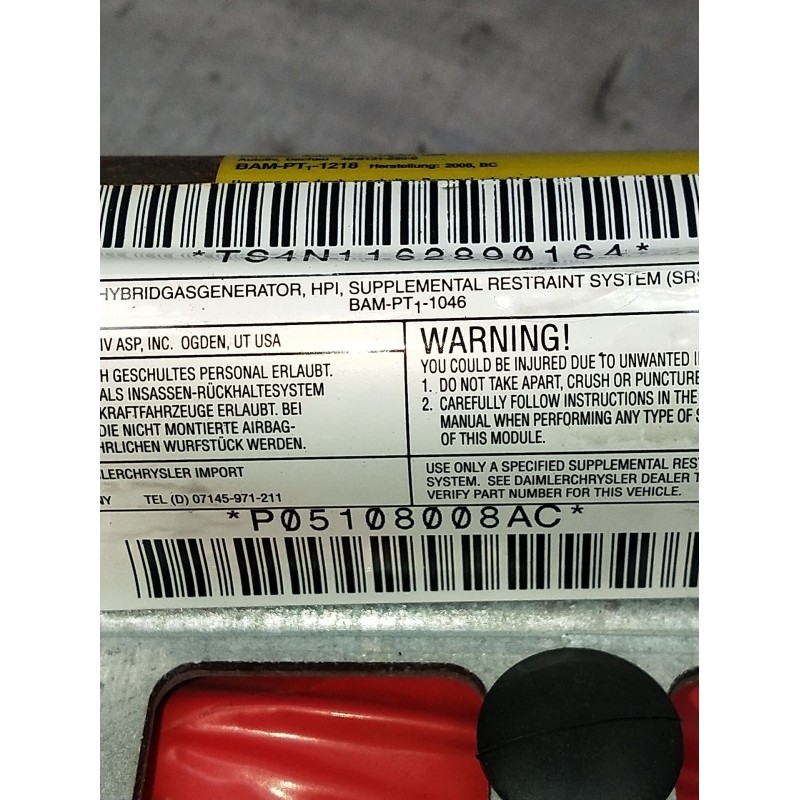 BAM-PT1-1218 Herstellung: 2008, BC
*TS4N1162890164*
HYBRIDGASGENERATOR, HPI, SUPPLEMENTAL RESTRAINT SYSTEM (SRS
BAM-PT1-1046
IV ASP, INC. OGDEN, UT USA
H GESCHULTES PERSONAL ERLAUBT.
ALS INSASSEN-RÜCKHALTESYSTEM
KRAFTFAHRZEUGE ERLAUBT. BEI
DIE NICHT MONTIERTE AIRBAG-
HRLICHEN WURFSTÜCK WERDEN.
LERCHRYSLER IMPORT
NY TEL (D) 07145-971-211
WARNING!
YOU COULD BE INJURED DUE TO UNWANTED I
1. DO NOT TAKE APART, CRUSH OR PUNCTURE
2. CAREFULLY FOLLOW INSTRUCTIONS IN THE
MANUAL WHEN PERFORMING ANY TYPE OF S
OF THIS MODULE.
USE ONLY A SPECIFIED SUPPLEMENTAL RES
SYSTEM. SEE DAIMLERCHRYSLER DEALER T
VERIFY PART NUMBER FOR THIS VEHICLE.
*P05108008AC*